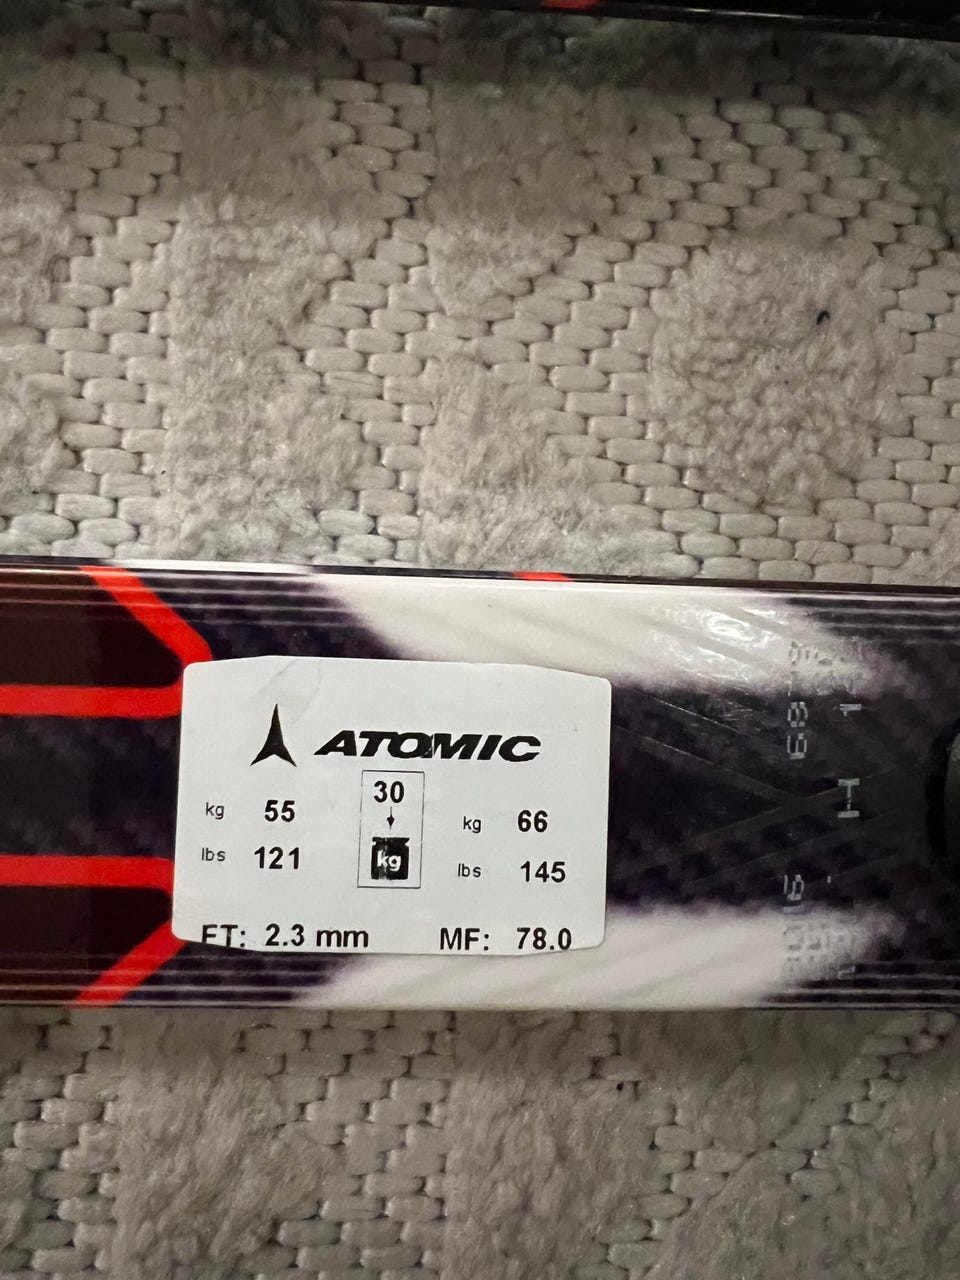 ATOMIC
kg 55
30
kg 66
lbs 121
kg
lbs 145
FT: 2.3 mm
MF: 78.0